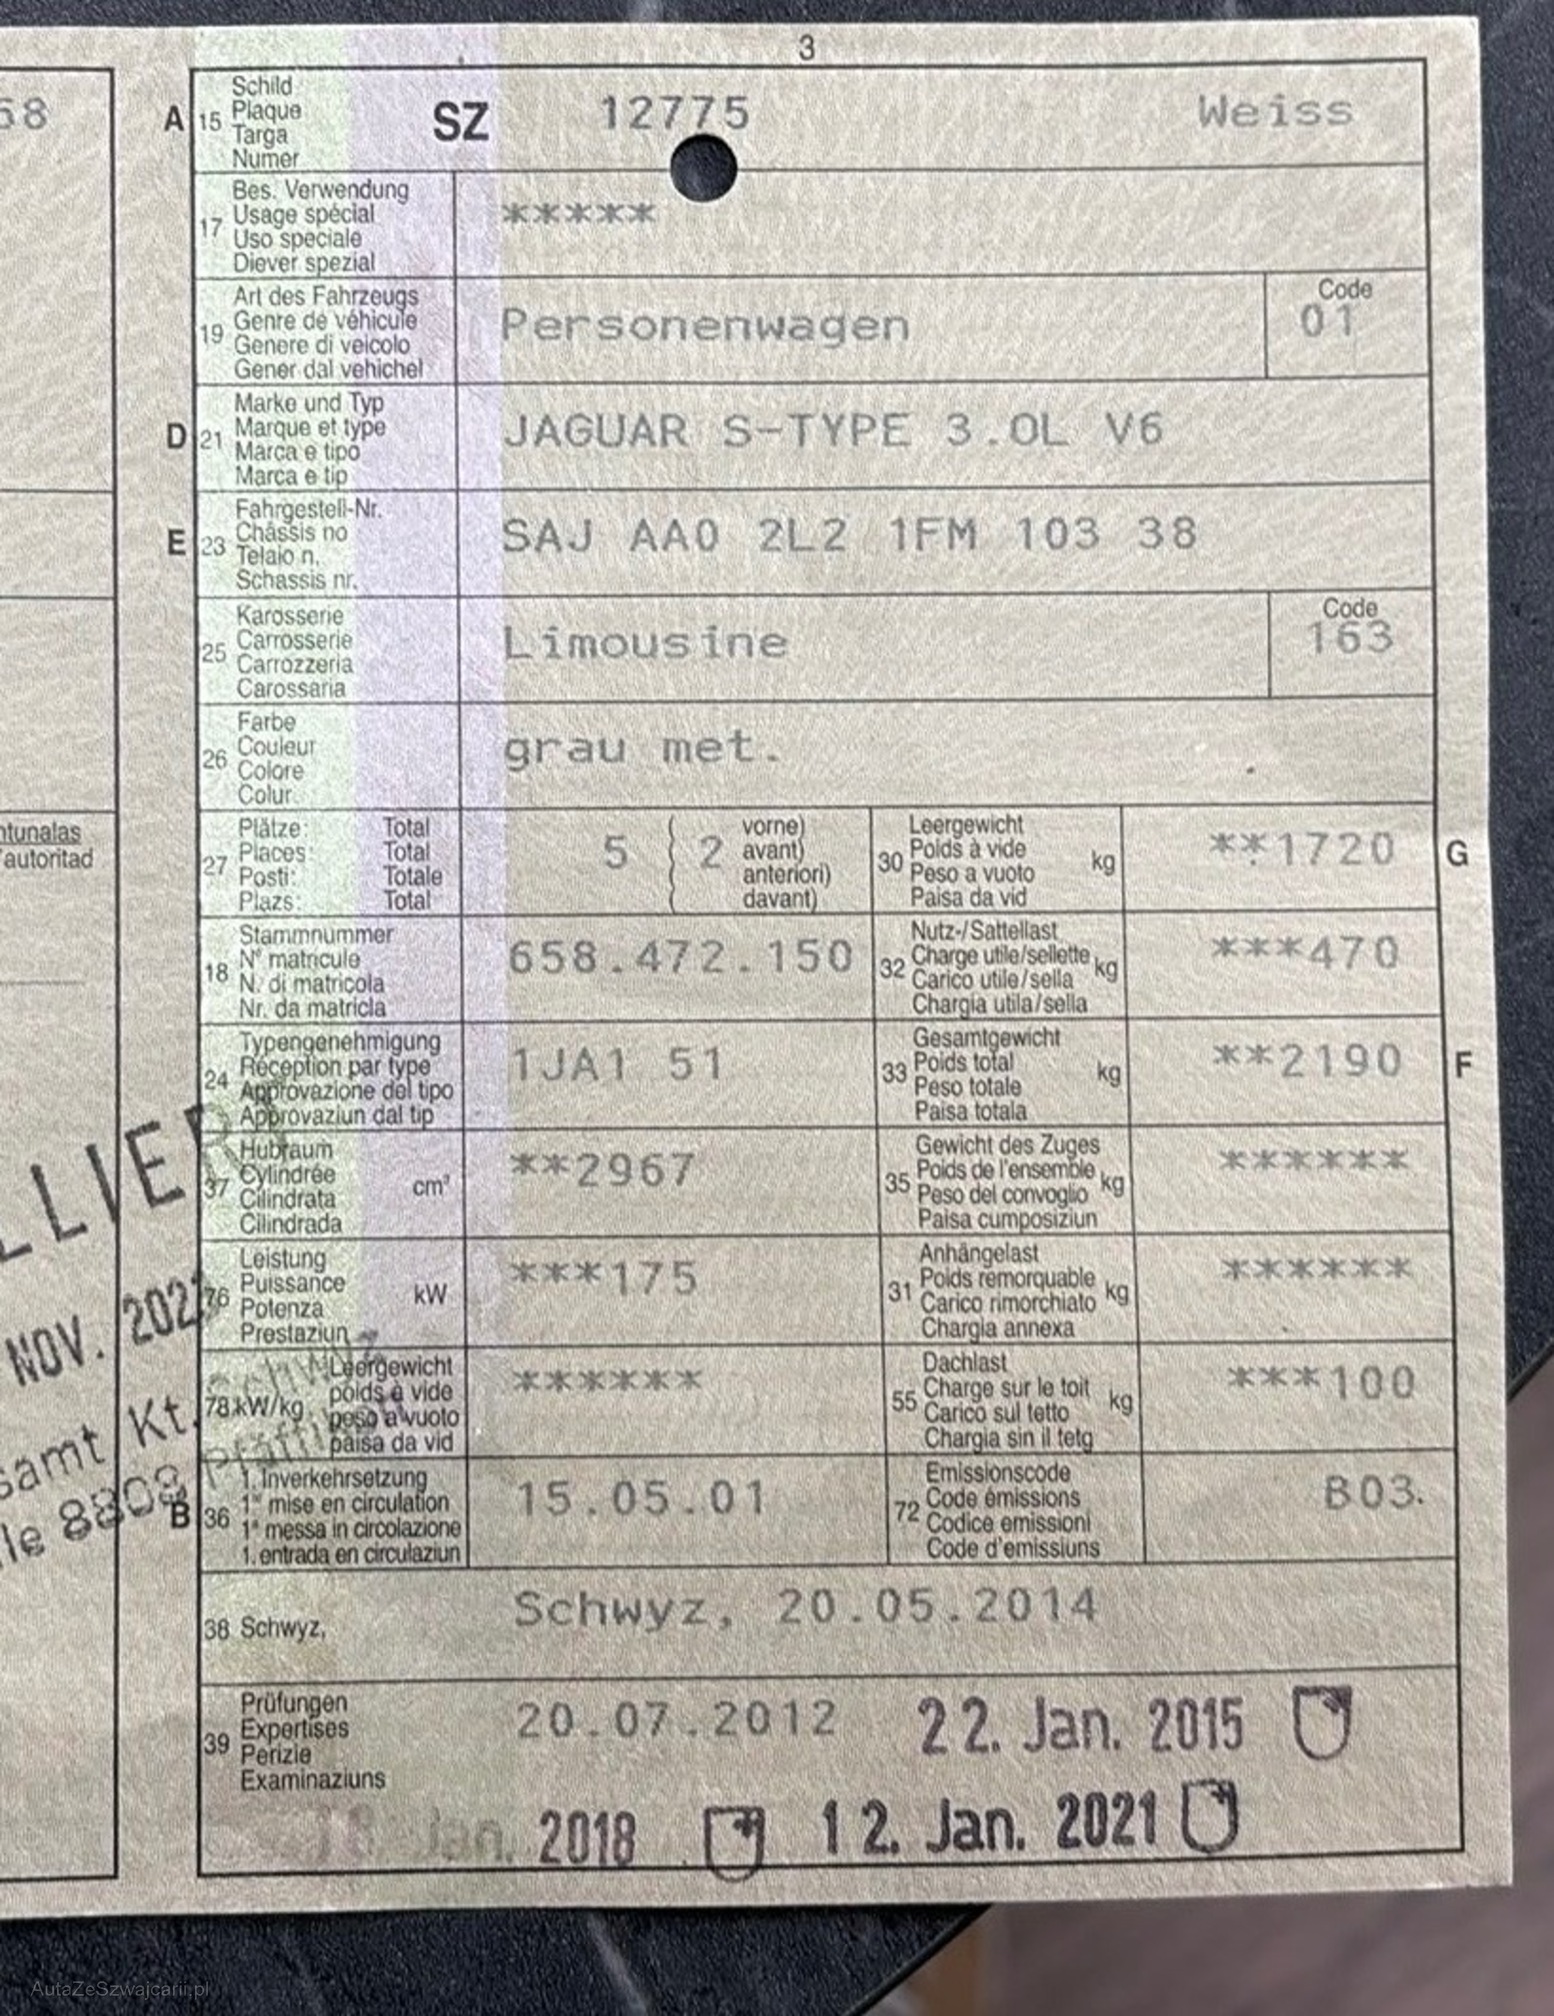 3
58
A 15 Schild
Plaque
Targa
Numer
SZ 12775 Weiss
17 Bes. Verwendung
Usage spécial
Uso speciale
Diever spezial
*****
19 Art des Fahrzeugs
Genre de véhicule
Genere di veicolo
Gener dal vehichel
Personenwagen
Code
01
D 21 Marke und Typ
Marque et type
Marca e tipo
Marca e tip
JAGUAR S-TYPE 3.0L V6
E 23 Fahrgestell-Nr.
Châssis no
Telaio n.
Schassis nr.
SAJ AA0 2L2 1FM 103 38
25 Karosserie
Carrosserie
Carrozzeria
Carossaria
Limousine
Code
163
26 Farbe
Couleur
Colore
Colur
grau met.
ntunalas
autoritad
27 Plätze: Total
Places: Total
Posti: Totale
Plazs: Total
5 ( 2 vorne)
avant)
anteriori)
( davant)
30 Leergewicht
Poids à vide kg
Peso a vuoto
Paisa da vid
**1720 G
18 Stammnummer
N° matricule
N. di matricola
Nr. da matricla
658.472.150
32 Nutz-/Sattellast
Charge utile/sellette kg
Carico utile/sella
Chargia utila/sella
***470
24 Typengenehmigung
Réception par type
Approvazione del tipo
Approvaziun dal tip
1JA1 51
33 Gesamtgewicht
Poids total kg
Peso totale
Paisa totala
**2190 F
37 Hubraum
Cylindrée cm³
Cilindrata
Cilindrada
**2967
35 Gewicht des Zuges
Poids de l'ensemble kg
Peso del convoglio
Paisa cumposiziun
******
76 Leistung
Puissance kW
Potenza
Prestaziun
***175
31 Anhängelast
Poids remorquable kg
Carico rimorchiato
Chargia annexa
******
78 kW/kg Leergewicht
poids à vide
peso a vuoto
paisa da vid
******
55 Dachlast
Charge sur le toit kg
Carico sul tetto
Chargia sin il tetg
***100
B 36 1. Inverkehrsetzung
1re mise en circulation
1a messa in circolazione
1. entrada en circulaziun
15.05.01
72 Emissionscode
Code émissions
Codice emissioni
Code d'emissiuns
B03.
38 Schwyz,
Schwyz, 20.05.2014
39 Prüfungen
Expertises
Perizie
Examinaziuns
20.07.2012 22. Jan. 2015
Jan. 2018 12. Jan. 2021
LLIER
NOV. 202
samt Kt. Schwyz
le 8808 Pfäffikon
AutaZeSzwajcarii.pl